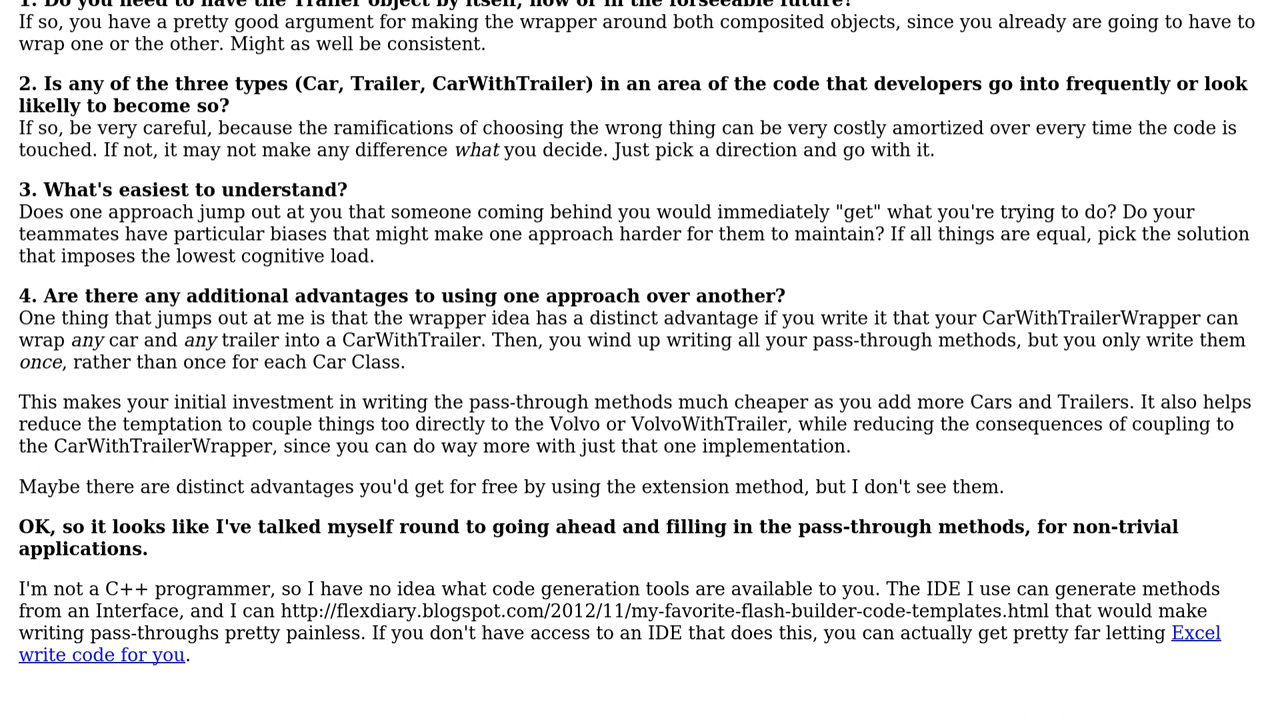 1. Do you need to have the Trailer object by itself, now or in the forseeable future?
If so, you have a pretty good argument for making the wrapper around both composited objects, since you already are going to have to
wrap one or the other. Might as well be consistent.
2. Is any of the three types (Car, Trailer, CarWithTrailer) in an area of the code that developers go into frequently or look
likelly to become so?
If so, be very careful, because the ramifications of choosing the wrong thing can be very costly amortized over every time the code is
touched. If not, it may not make any difference what you decide. Just pick a direction and go with it.
3. What's easiest to understand?
Does one approach jump out at you that someone coming behind you would immediately "get" what you're trying to do? Do your
teammates have particular biases that might make one approach harder for them to maintain? If all things are equal, pick the solution
that imposes the lowest cognitive load.
4. Are there any additional advantages to using one approach over another?
One thing that jumps out at me is that the wrapper idea has a distinct advantage if you write it that your CarWithTrailerWrapper can
wrap any car and any trailer into a CarWithTrailer. Then, you wind up writing all your pass-through methods, but you only write them
once, rather than once for each Car Class.
This makes your initial investment in writing the pass-through methods much cheaper as you add more Cars and Trailers. It also helps
reduce the temptation to couple things too directly to the Volvo or VolvoWithTrailer, while reducing the consequences of coupling to
the CarWithTrailerWrapper, since you can do way more with just that one implementation.
Maybe there are distinct advantages you'd get for free by using the extension method, but I don't see them.
OK, so it looks like I've talked myself round to going ahead and filling in the pass-through methods, for non-trivial
applications.
I'm not a C++ programmer, so I have no idea what code generation tools are available to you. The IDE I use can generate methods
from an Interface, and I can http://flexdiary.blogspot.com/2012/11/my-favorite-flash-builder-code-templates.html that would make
writing pass-throughs pretty painless. If you don't have access to an IDE that does this, you can actually get pretty far letting Excel
write code for you.